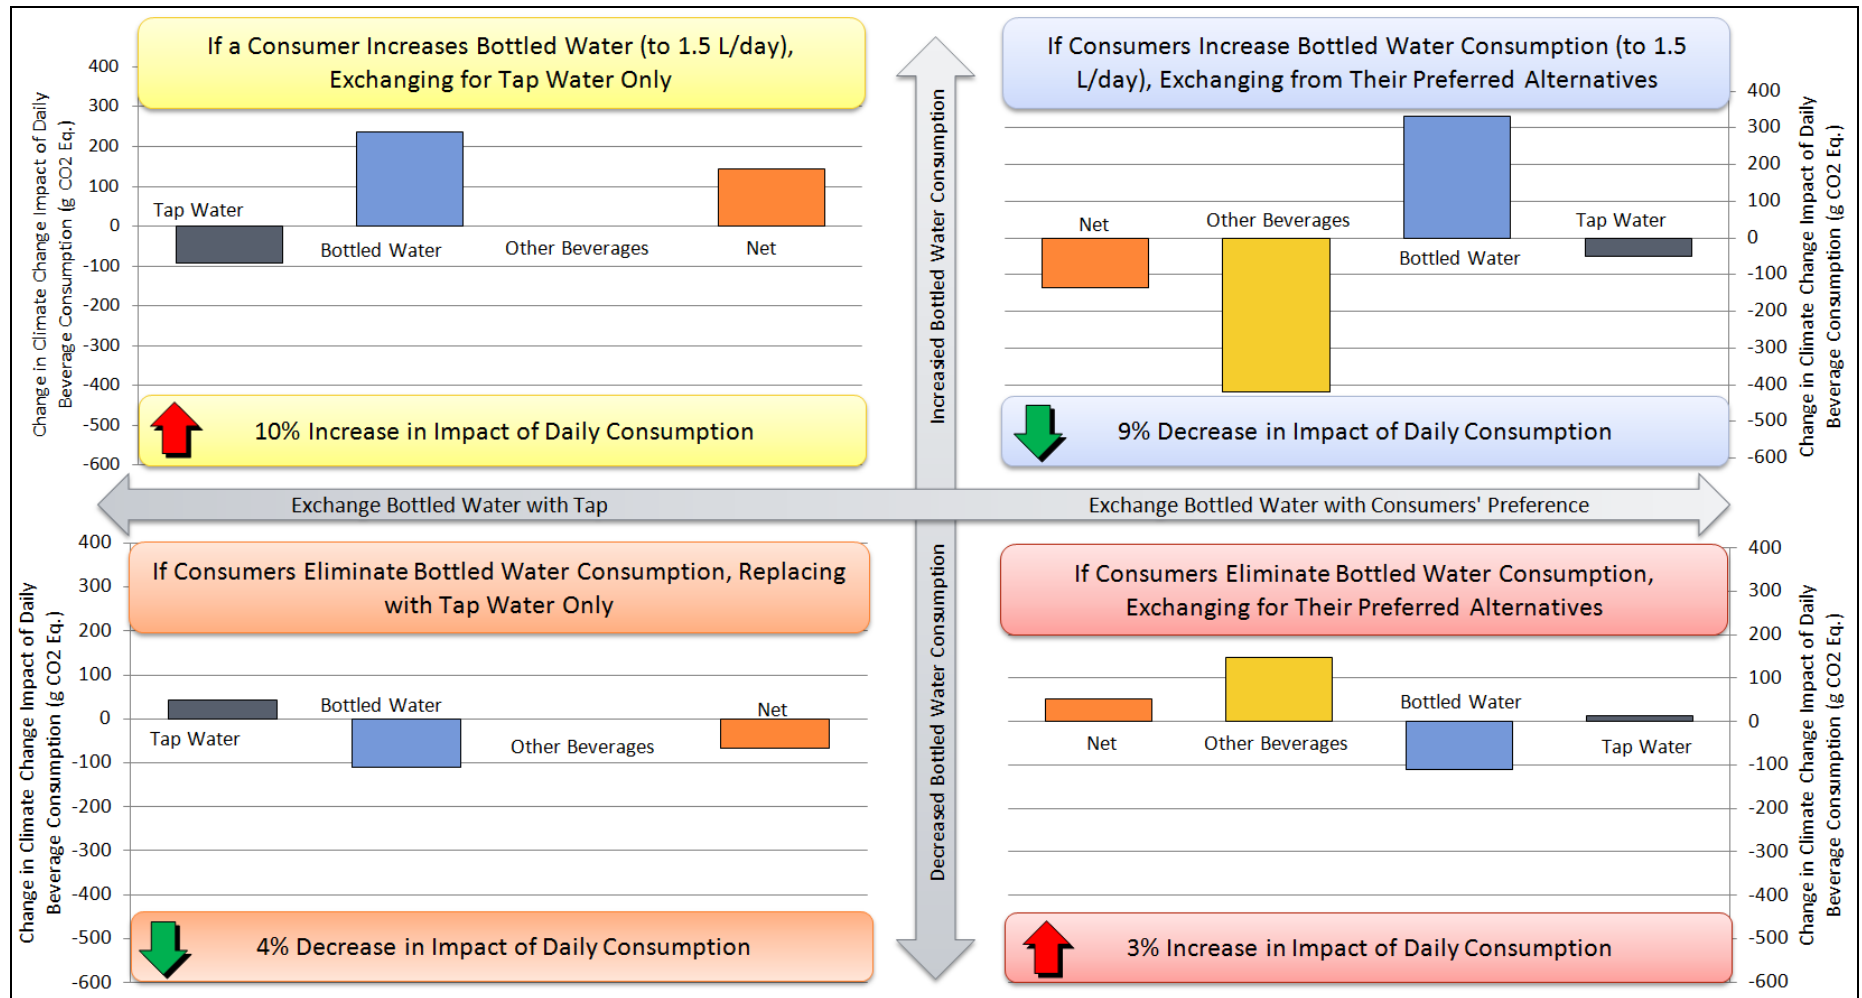 If a Consumer Increases Bottled Water (to 1.5 L/day),
Exchanging for Tap Water Only
400
300
200
100
0
-100
-200
-300
-400
-500
-600
Change in Climate Change Impact of Daily
Beverage Consumption (g CO2 Eq.)
Tap Water
Bottled Water
Other Beverages
Net
10% Increase in Impact of Daily Consumption
Increasied Bottled Water Consumption
If Consumers Increase Bottled Water Consumption (to 1.5
L/day), Exchanging from Their Preferred Alternatives
400
300
200
100
0
-100
-200
-300
-400
-500
-600
Change in Climate Change Impact of Daily
Beverage Consumption (g CO2 Eq.)
Net
Other Beverages
Bottled Water
Tap Water
9% Decrease in Impact of Daily Consumption
Exchange Bottled Water with Tap
Exchange Bottled Water with Consumers' Preference
If Consumers Eliminate Bottled Water Consumption, Replacing
with Tap Water Only
400
300
200
100
0
-100
-200
-300
-400
-500
-600
Change in Climate Change Impact of Daily
Beverage Consumption (g CO2 Eq.)
Tap Water
Bottled Water
Other Beverages
Net
4% Decrease in Impact of Daily Consumption
Decreased Bottled Water Consumption
If Consumers Eliminate Bottled Water Consumption,
Exchanging for Their Preferred Alternatives
400
300
200
100
0
-100
-200
-300
-400
-500
-600
Change in Climate Change Impact of Daily
Beverage Consumption (g CO2 Eq.)
Net
Other Beverages
Bottled Water
Tap Water
3% Increase in Impact of Daily Consumption